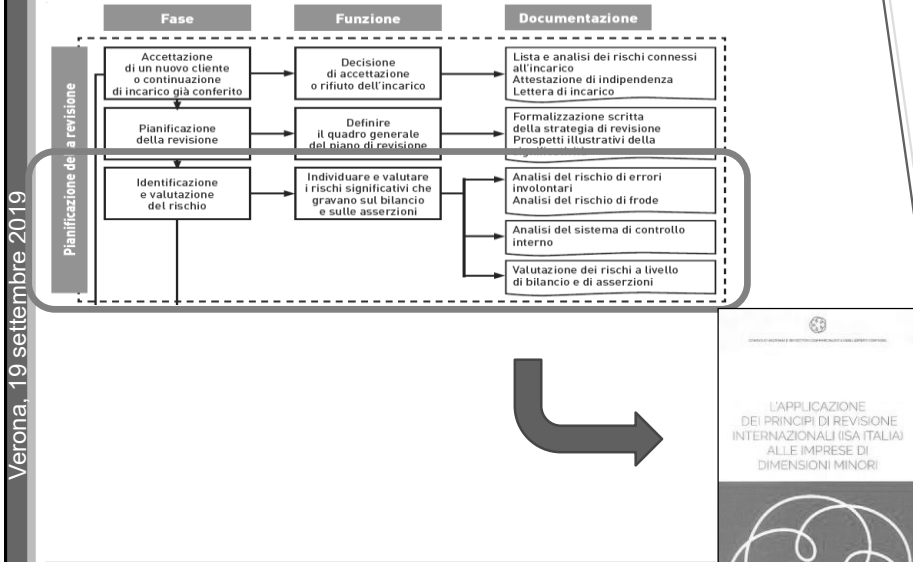 Fase
Funzione
Documentazione
Pianificazione della revisione
Accettazione
di un nuovo cliente
o continuazione
di incarico già conferito
Decisione
di accettazione
o rifiuto dell'incarico
Lista e analisi dei rischi connessi
all'incarico
Attestazione di indipendenza
Lettera di incarico
Pianificazione
della revisione
Definire
il quadro generale
del piano di revisione
Formalizzazione scritta
della strategia di revisione
Prospetti illustrativi della
Identificazione
e valutazione
del rischio
Individuare e valutare
i rischi significativi che
gravano sul bilancio
e sulle asserzioni
Analisi del rischio di errori
involontari
Analisi del rischio di frode
Analisi del sistema di controllo
interno
Valutazione dei rischi a livello
di bilancio e di asserzioni
Verona, 19 settembre 2019
L'APPLICAZIONE
DEI PRINCIPI DI REVISIONE
INTERNAZIONALI (ISA ITALIA)
ALLE IMPRESE DI
DIMENSIONI MINORI